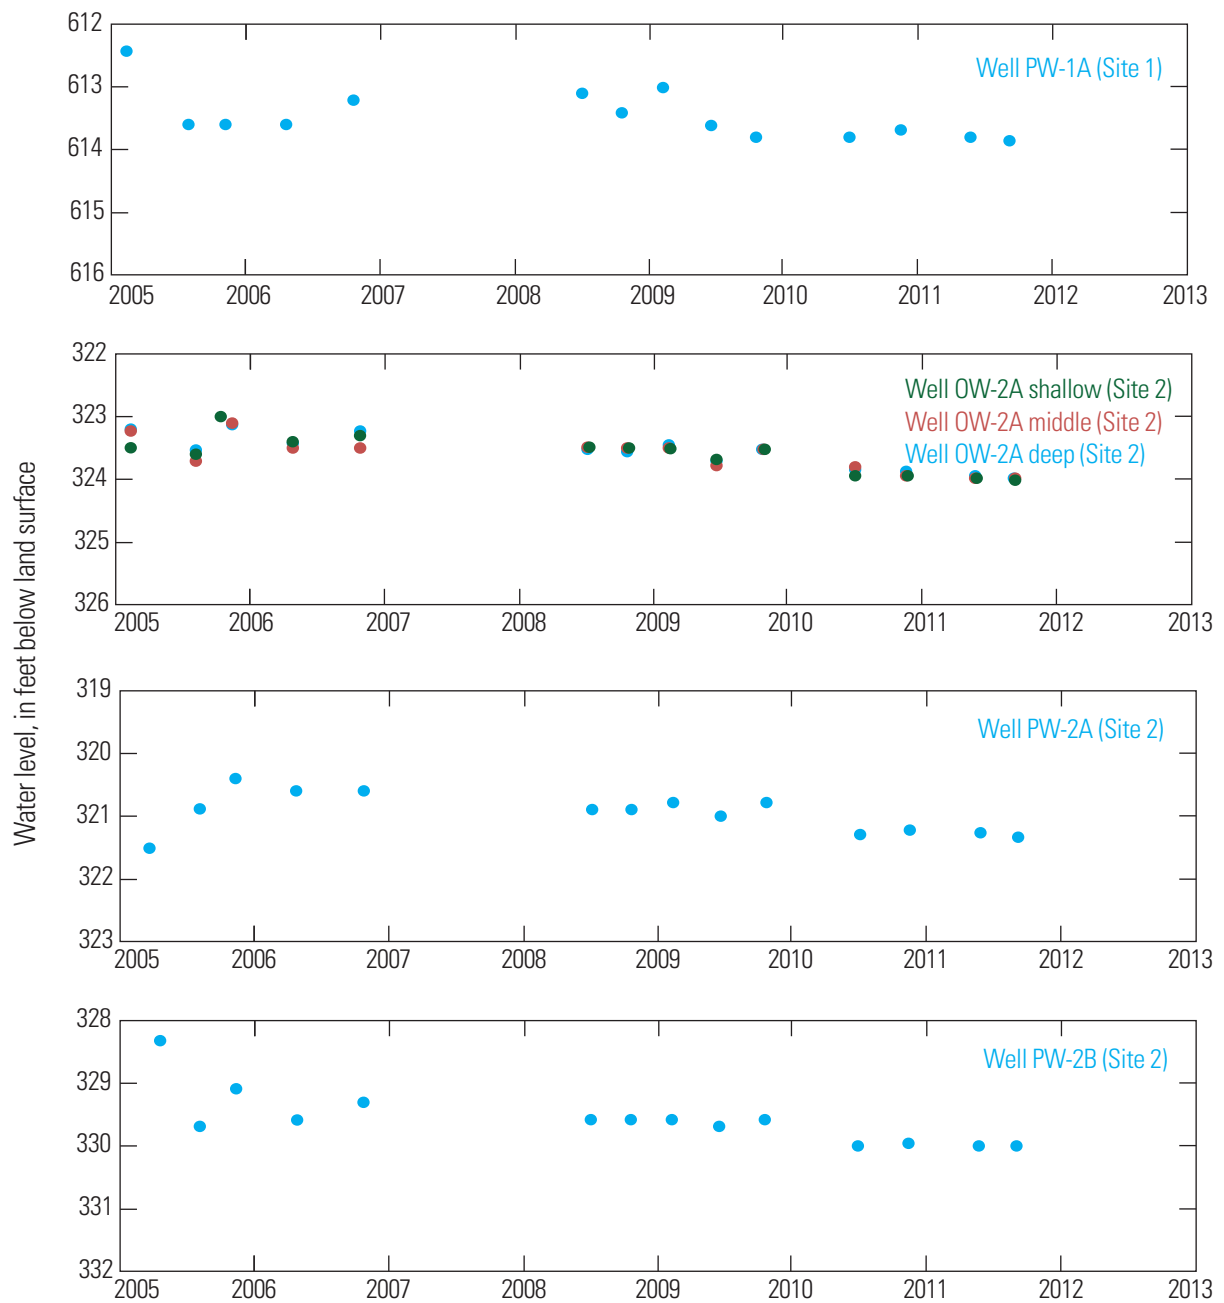 612
Well PW-1A (Site 1)
613
614
615
616
2005 2006 2007 2008 2009 2010 2011 2012 2013
322
Well OW-2A shallow (Site 2)
323
Well OW-2A middle (Site 2)
Well OW-2A deep (Site 2)
324
325
326
2005 2006 2007 2008 2009 2010 2011 2012 2013
Water level, in feet below land surface
319
Well PW-2A (Site 2)
320
321
322
323
2005 2006 2007 2008 2009 2010 2011 2012 2013
328
Well PW-2B (Site 2)
329
330
331
332
2005 2006 2007 2008 2009 2010 2011 2012 2013